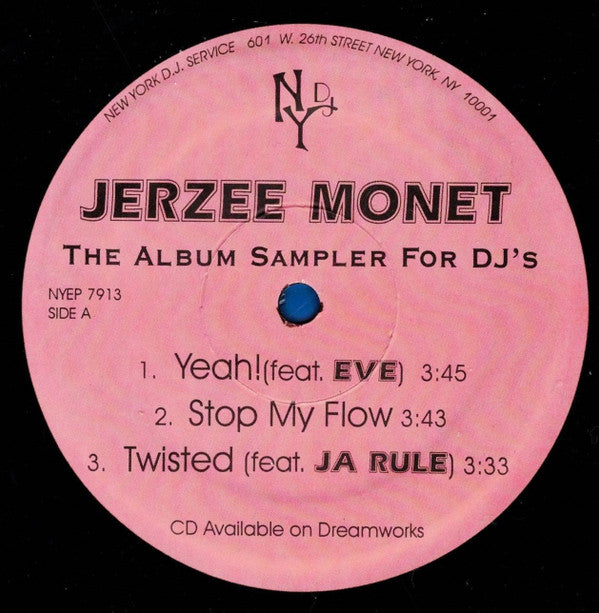 NEW YORK D.J. SERVICE 601 W. 26th STREET NEW YORK, NY 10001
NY DJ
JERZEE MONET
THE ALBUM SAMPLER FOR DJ'S
NYEP 7913
SIDE A
1. Yeah!(feat. EVE) 3:45
2. Stop My Flow 3:43
3. Twisted (feat. JA RULE) 3:33
CD Available on Dreamworks